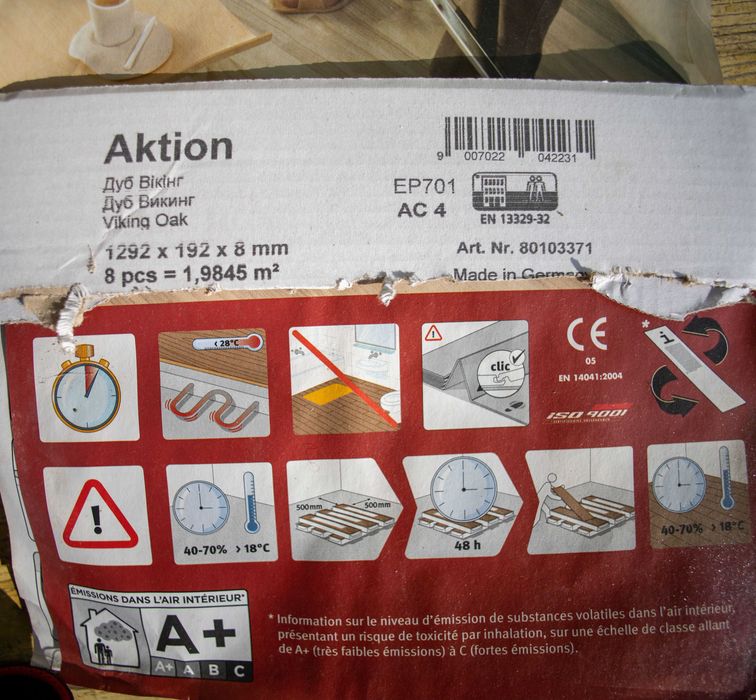 Aktion
Дуб Вікінг
Дуб Викинг
Viking Oak
1292 x 192 x 8 mm
8 pcs = 1,9845 m²
9 007022 042231
EP701
AC 4
EN 13329-32
Art. Nr. 80103371
Made in
< 28°C
clic
CE
05
EN 14041:2004
ISO 9001
* i
!
40-70% > 18°C
500mm 500mm
48 h
40-70% > 18°C
ÉMISSIONS DANS L'AIR INTÉRIEUR*
A+
A+ A B C
* Information sur le niveau d'émission de substances volatiles dans l'air intérieur,
présentant un risque de toxicité par inhalation, sur une échelle de classe allant
de A+ (très faibles émissions) à C (fortes émissions).